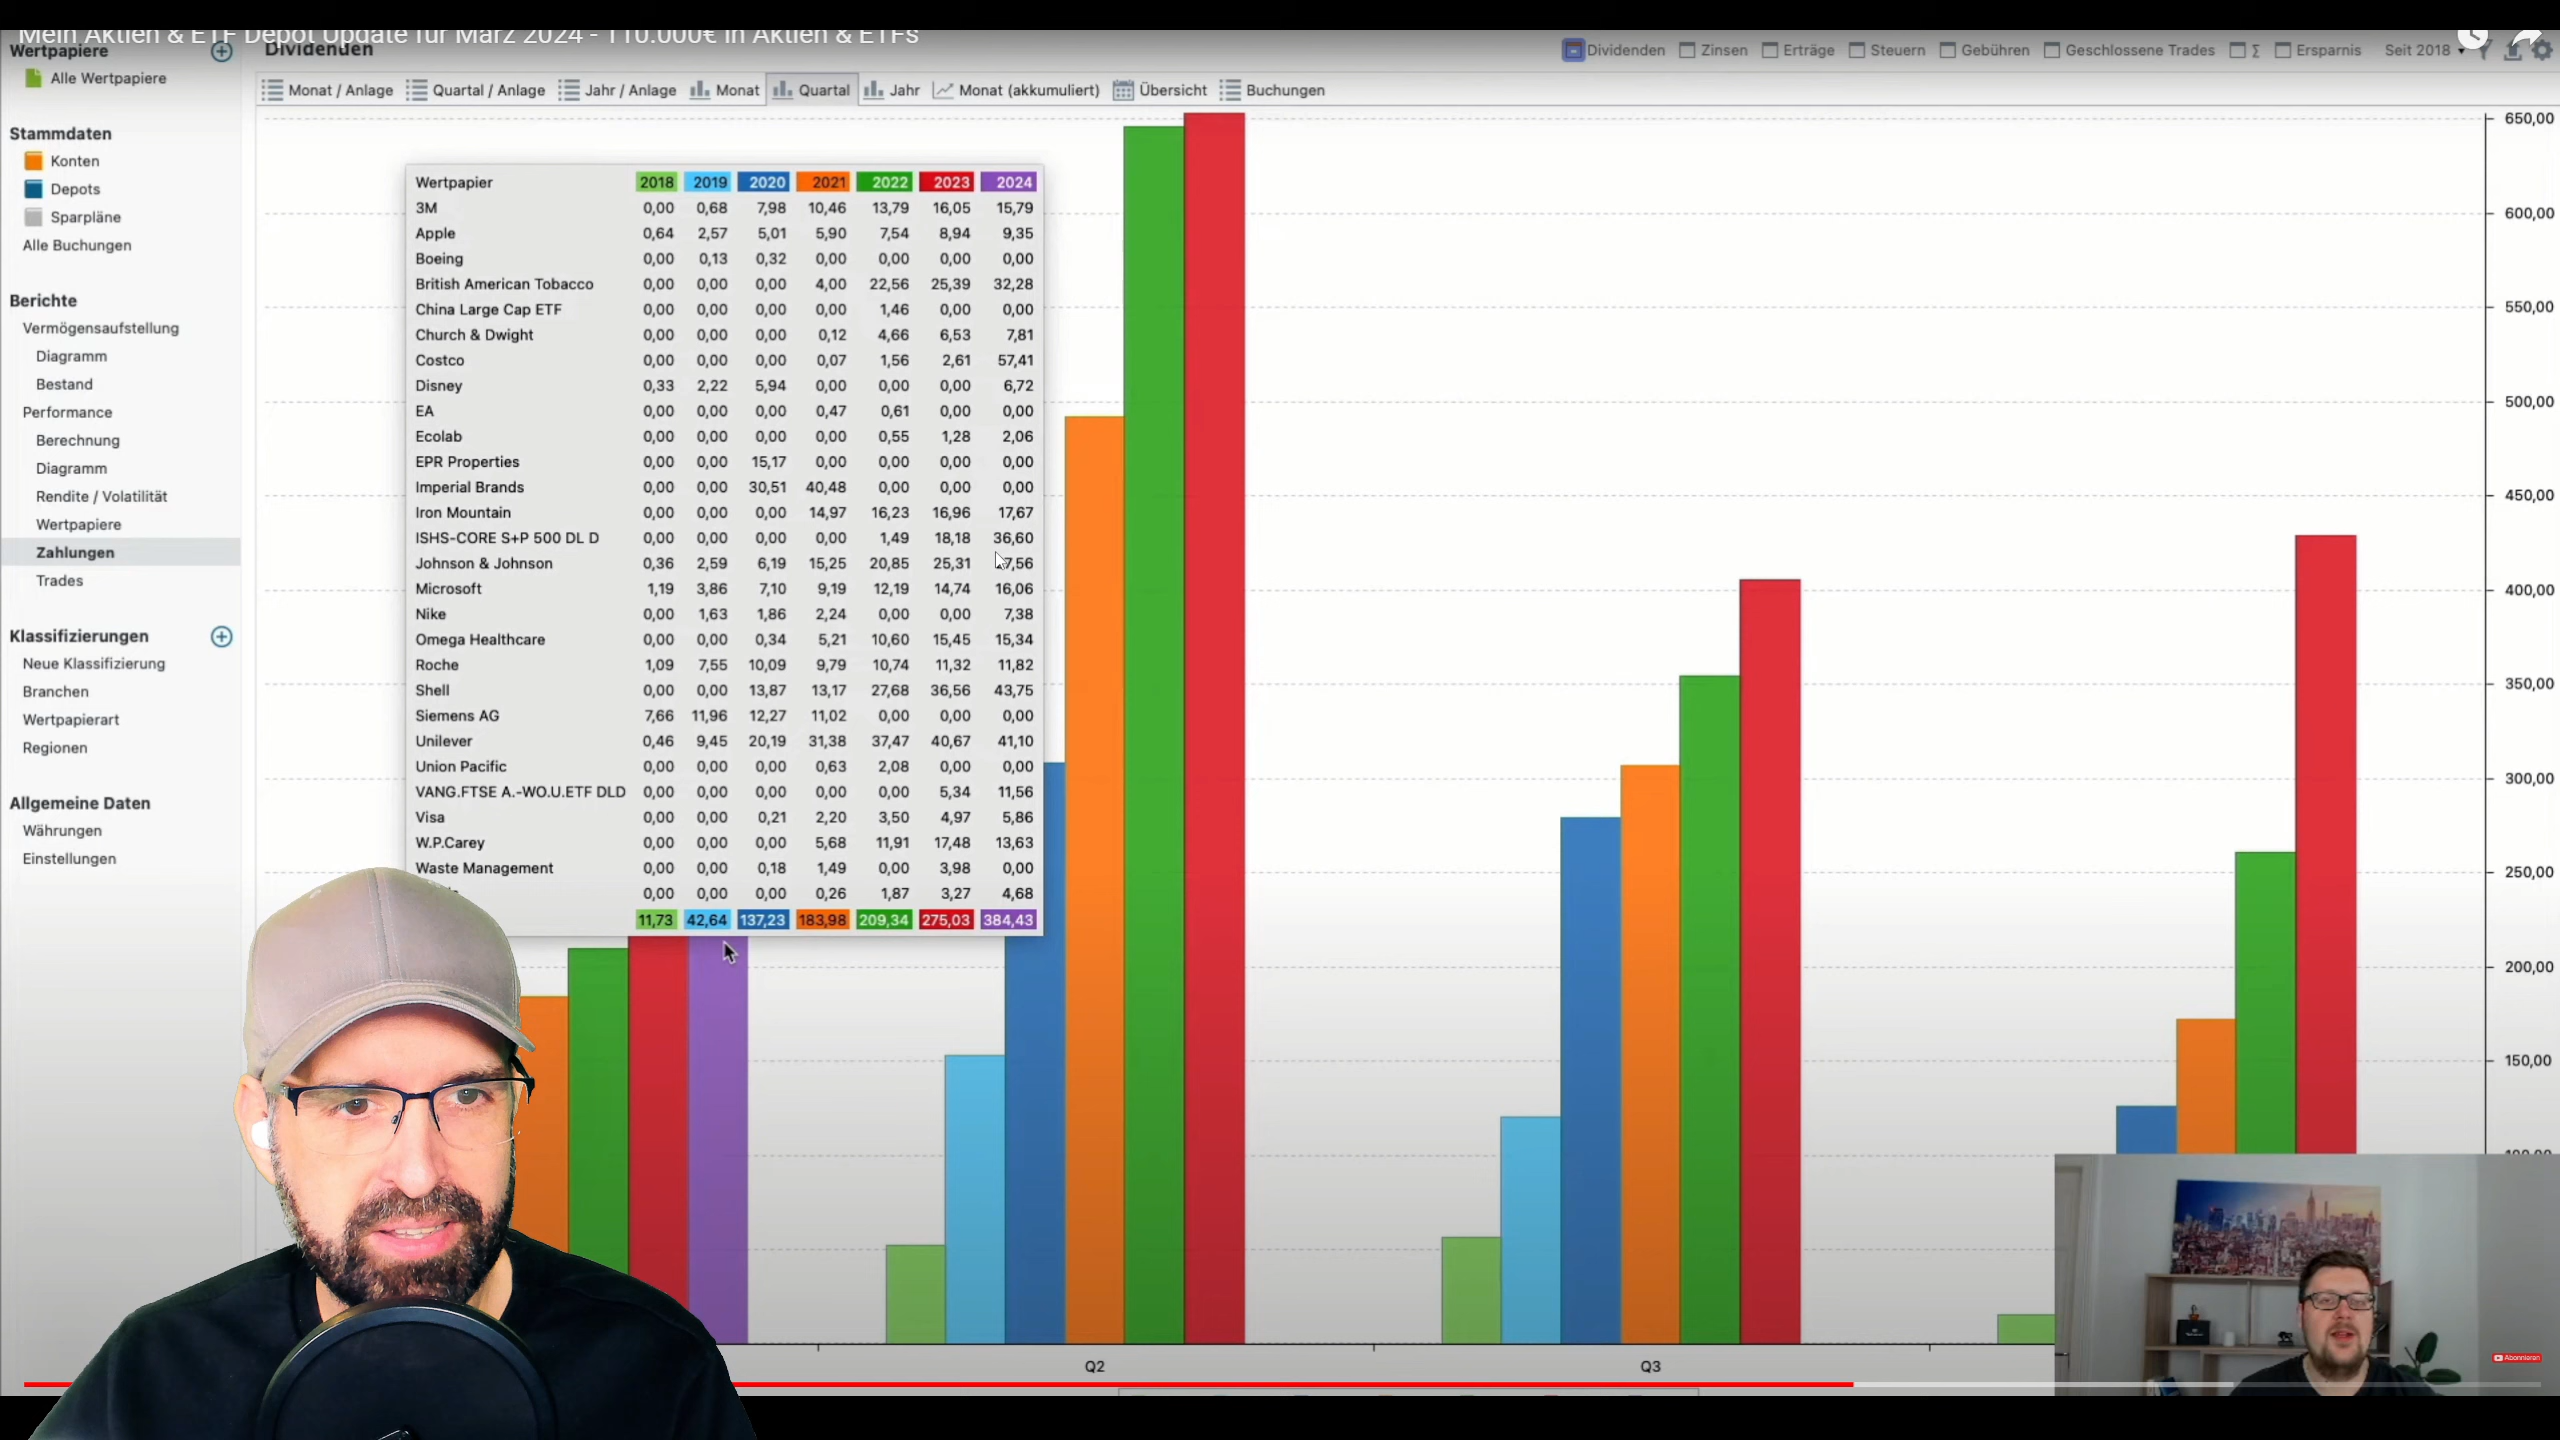 Mein Aktien & ETF Depot Update für März 2024 - 110.000€ in Aktien & ETFs
Wertpapiere
Alle Wertpapiere
Stammdaten
Konten
Depots
Sparpläne
Alle Buchungen
Berichte
Vermögensaufstellung
Diagramm
Bestand
Performance
Berechnung
Diagramm
Rendite / Volatilität
Wertpapiere
Zahlungen
Trades
Klassifizierungen
Neue Klassifizierung
Branchen
Wertpapierart
Regionen
Allgemeine Daten
Währungen
Einstellungen
Dividenden
Dividenden Zinsen Erträge Steuern Gebühren Geschlossene Trades Σ Ersparnis Seit 2018
Monat / Anlage Quartal / Anlage Jahr / Anlage Monat Quartal Jahr Monat (akkumuliert) Übersicht Buchungen
Wertpapier 2018 2019 2020 2021 2022 2023 2024
3M 0,00 0,68 7,98 10,46 13,79 16,05 15,79
Apple 0,64 2,57 5,01 5,90 7,54 8,94 9,35
Boeing 0,00 0,13 0,32 0,00 0,00 0,00 0,00
British American Tobacco 0,00 0,00 0,00 4,00 22,56 25,39 32,28
China Large Cap ETF 0,00 0,00 0,00 0,00 1,46 0,00 0,00
Church & Dwight 0,00 0,00 0,00 0,12 4,66 6,53 7,81
Costco 0,00 0,00 0,00 0,07 1,56 2,61 57,41
Disney 0,33 2,22 5,94 0,00 0,00 0,00 6,72
EA 0,00 0,00 0,00 0,47 0,61 0,00 0,00
Ecolab 0,00 0,00 0,00 0,00 0,55 1,28 2,06
EPR Properties 0,00 0,00 15,17 0,00 0,00 0,00 0,00
Imperial Brands 0,00 0,00 30,51 40,48 0,00 0,00 0,00
Iron Mountain 0,00 0,00 0,00 14,97 16,23 16,96 17,67
ISHS-CORE S+P 500 DL D 0,00 0,00 0,00 0,00 1,49 18,18 36,60
Johnson & Johnson 0,36 2,59 6,19 15,25 20,85 25,31 7,56
Microsoft 1,19 3,86 7,10 9,19 12,19 14,74 16,06
Nike 0,00 1,63 1,86 2,24 0,00 0,00 7,38
Omega Healthcare 0,00 0,00 0,34 5,21 10,60 15,45 15,34
Roche 1,09 7,55 10,09 9,79 10,74 11,32 11,82
Shell 0,00 0,00 13,87 13,17 27,68 36,56 43,75
Siemens AG 7,66 11,96 12,27 11,02 0,00 0,00 0,00
Unilever 0,46 9,45 20,19 31,38 37,47 40,67 41,10
Union Pacific 0,00 0,00 0,00 0,63 2,08 0,00 0,00
VANG.FTSE A.-WO.U.ETF DLD 0,00 0,00 0,00 0,00 0,00 5,34 11,56
Visa 0,00 0,00 0,21 2,20 3,50 4,97 5,86
W.P.Carey 0,00 0,00 0,00 5,68 11,91 17,48 13,63
Waste Management 0,00 0,00 0,18 1,49 0,00 3,98 0,00
0,00 0,00 0,00 0,26 1,87 3,27 4,68
11,73 42,64 137,23 183,98 209,34 275,03 384,43
650,00
600,00
550,00
500,00
450,00
400,00
350,00
300,00
250,00
200,00
150,00
Q2 Q3
Abonnieren